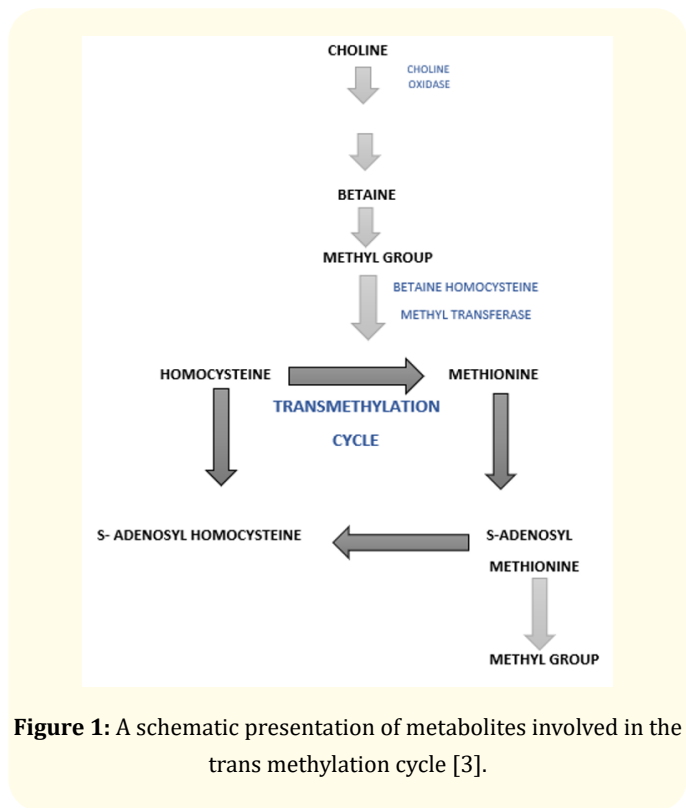 CHOLINE
CHOLINE
OXIDASE
BETAINE
METHYL GROUP
BETAINE HOMOCYSTEINE
METHYL TRANSFERASE
HOMOCYSTEINE
METHIONINE
TRANSMETHYLATION
CYCLE
S- ADENOSYL HOMOCYSTEINE
S-ADENOSYL
METHIONINE
METHYL GROUP
Figure 1: A schematic presentation of metabolites involved in the
trans methylation cycle [3].